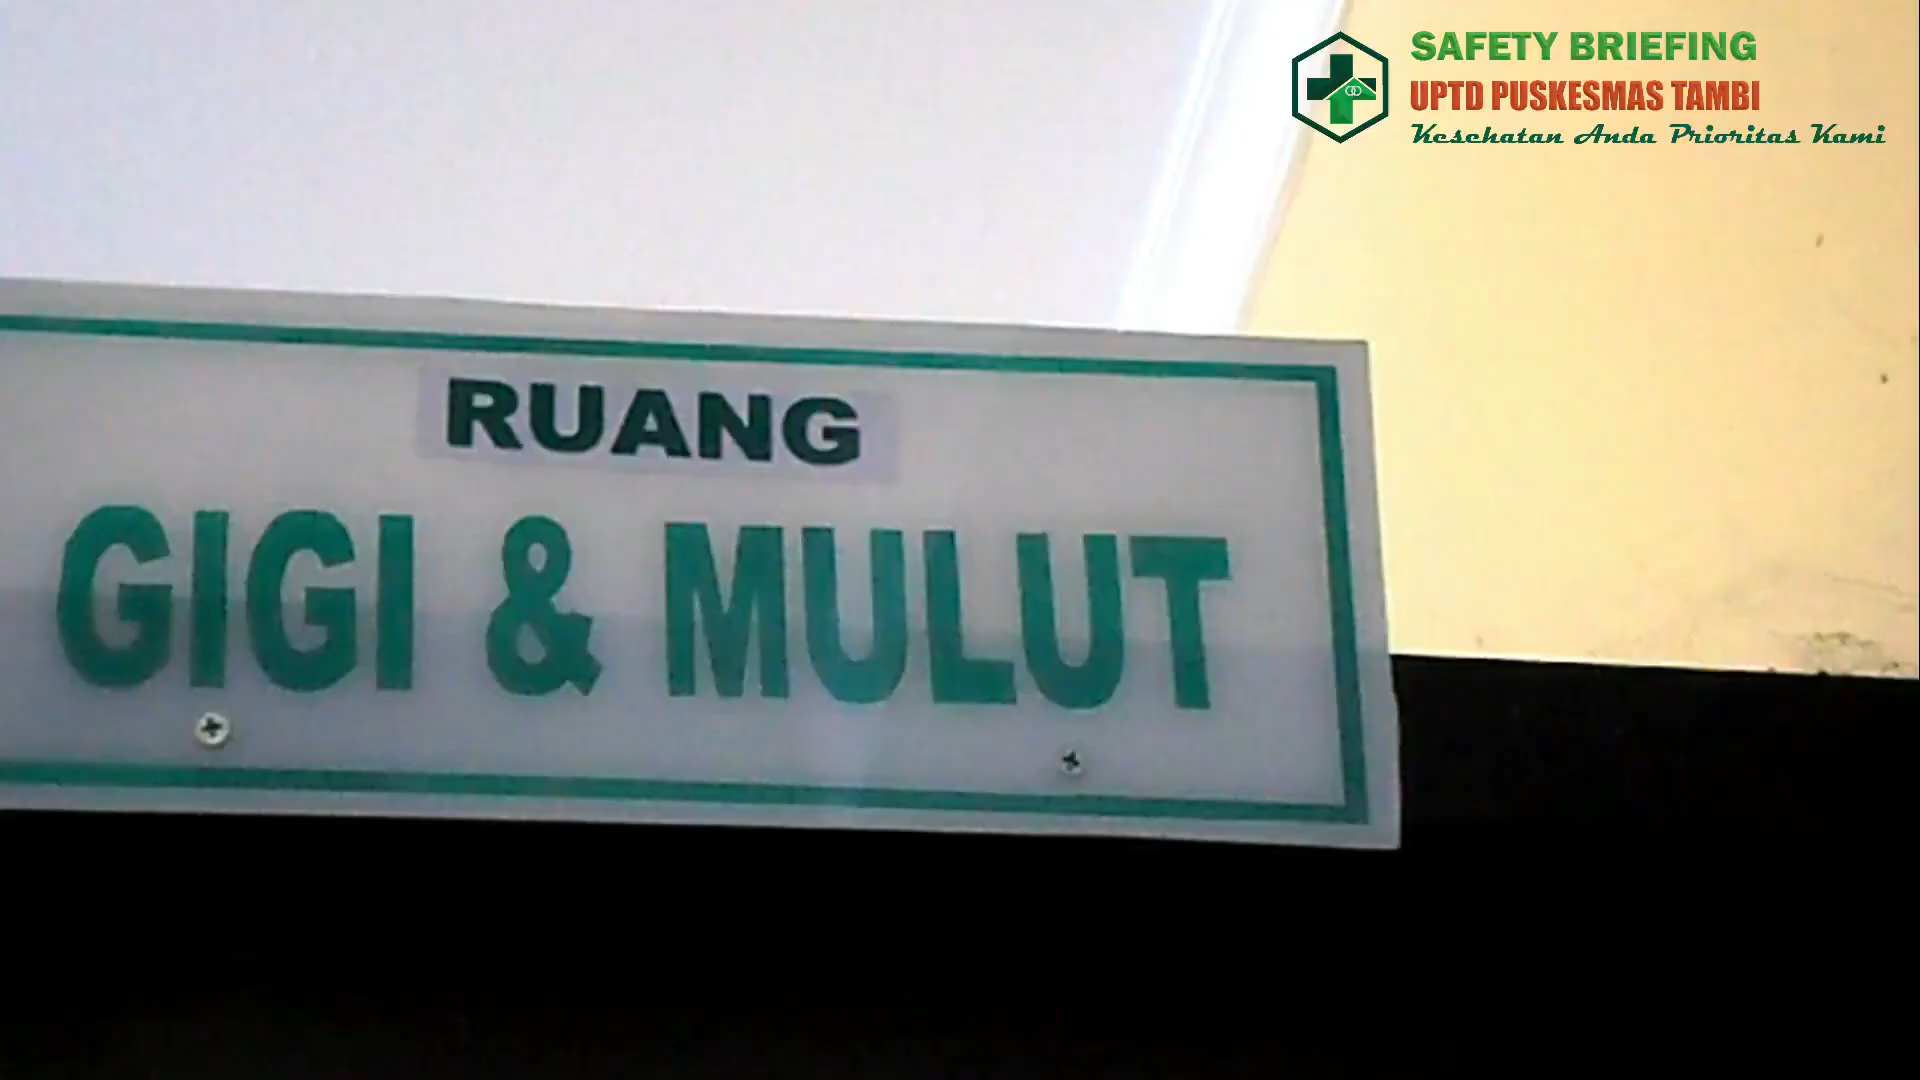 SAFETY BRIEFING
UPTD PUSKESMAS TAMBI
Kesehatan Anda Prioritas Kami
RUANG
GIGI & MULUT